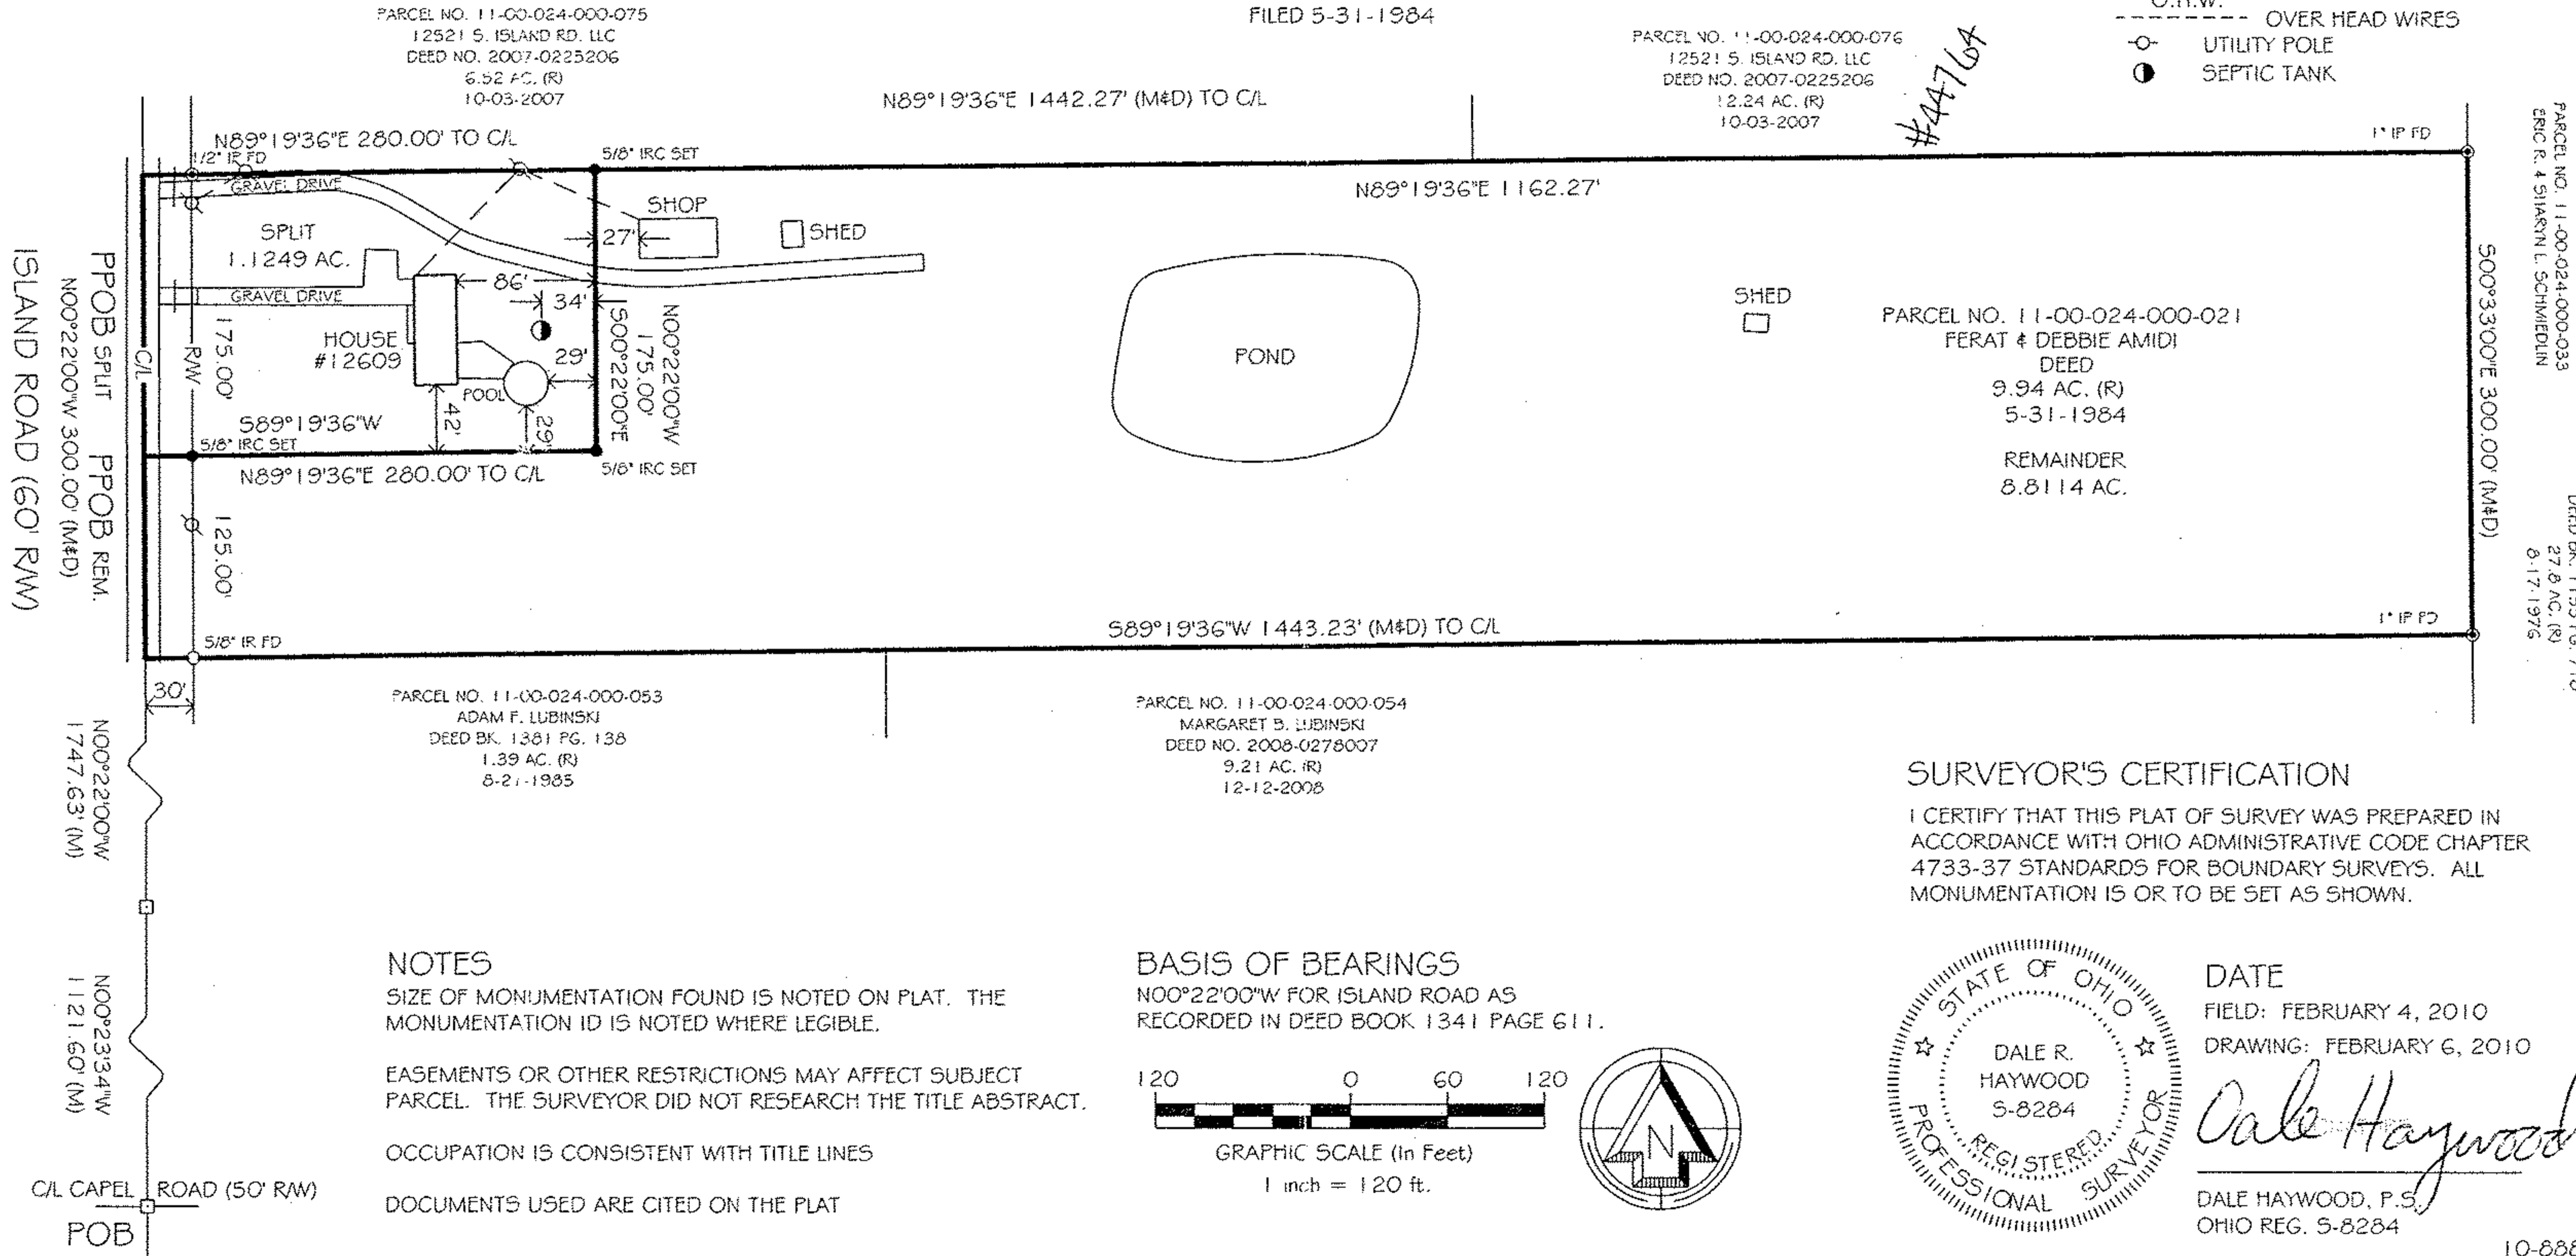 PARCEL NO. 11-00-024-000-075
12521 S. ISLAND RD. LLC
DEED NO. 2007-0225206
6.52 AC. (R)
10-03-2007
FILED 5-31-1984
PARCEL NO. 11-00-024-000-076
12521 S. ISLAND RD. LLC
DEED NO. 2007-0225206
12.24 AC. (R)
10-03-2007
#44764
O.H.W.
OVER HEAD WIRES
UTILITY POLE
SEPTIC TANK
N89°19'36"E 1442.27' (M&D) TO C/L
N89°19'36"E 280.00' TO C/L
1/2" IR FD
5/8" IRC SET
1" IP FD
N89°19'36"E 1162.27'
GRAVEL DRIVE
SPLIT
1.1249 AC.
SHOP
27'
SHED
86'
34'
GRAVEL DRIVE
HOUSE
#12609
29'
POOL
42'
29'
S00°22'00"E
N00°22'00"W
175.00'
S89°19'36"W
5/8" IRC SET
N89°19'36"E 280.00' TO C/L
5/8" IRC SET
C/L
R/W
175.00'
125.00'
ISLAND ROAD (60' R/W)
PPOB SPLIT
PPOB REM.
N00°22'00"W 300.00' (M&D)
POND
SHED
PARCEL NO. 11-00-024-000-021
FERAT & DEBBIE AMIDI
DEED
9.94 AC. (R)
5-31-1984
REMAINDER
8.8114 AC.
S00°33'00"E 300.00' (M&D)
PARCEL NO. 11-00-024-000-033
ERIC R. & SHARYN L. SCHMIEDLIN
27.8 AC. (R)
8-17-1976
5/8" IR FD
S89°19'36"W 1443.23' (M&D) TO C/L
1" IP FD
30'
PARCEL NO. 11-00-024-000-053
ADAM F. LUBINSKI
DEED BK. 1381 PG. 138
1.39 AC. (R)
8-21-1985
PARCEL NO. 11-00-024-000-054
MARGARET B. LUBINSKI
DEED NO. 2008-0278007
9.21 AC. (R)
12-12-2008
N00°22'00"W
1747.63' (M)
N00°23'34"W
1121.60' (M)
C/L CAPEL ROAD (50' R/W)
POB
NOTES
SIZE OF MONUMENTATION FOUND IS NOTED ON PLAT. THE
MONUMENTATION ID IS NOTED WHERE LEGIBLE.
EASEMENTS OR OTHER RESTRICTIONS MAY AFFECT SUBJECT
PARCEL. THE SURVEYOR DID NOT RESEARCH THE TITLE ABSTRACT.
OCCUPATION IS CONSISTENT WITH TITLE LINES
DOCUMENTS USED ARE CITED ON THE PLAT
BASIS OF BEARINGS
N00°22'00"W FOR ISLAND ROAD AS
RECORDED IN DEED BOOK 1341 PAGE 611.
120 0 60 120
GRAPHIC SCALE (In Feet)
1 inch = 120 ft.
N
SURVEYOR'S CERTIFICATION
I CERTIFY THAT THIS PLAT OF SURVEY WAS PREPARED IN
ACCORDANCE WITH OHIO ADMINISTRATIVE CODE CHAPTER
4733-37 STANDARDS FOR BOUNDARY SURVEYS. ALL
MONUMENTATION IS OR TO BE SET AS SHOWN.
STATE OF OHIO
DALE R.
HAYWOOD
S-8284
REGISTERED
PROFESSIONAL SURVEYOR
DATE
FIELD: FEBRUARY 4, 2010
DRAWING: FEBRUARY 6, 2010
Dale Haywood
DALE HAYWOOD, P.S.
OHIO REG. S-8284
10-888